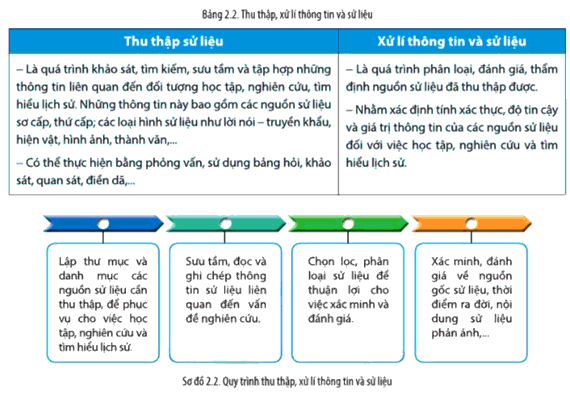 Bảng 2.2. Thu thập, xử lí thông tin và sử liệu
Thu thập sử liệu
– Là quá trình khảo sát, tìm kiếm, sưu tầm và tập hợp những
thông tin liên quan đến đối tượng học tập, nghiên cứu, tìm
hiểu lịch sử. Những thông tin này bao gồm các nguồn sử liệu
sơ cấp, thứ cấp; các loại hình sử liệu như lời nói – truyền khẩu,
hiện vật, hình ảnh, thành văn,...
– Có thể thực hiện bằng phỏng vấn, sử dụng bảng hỏi, khảo
sát, quan sát, điền dã,...
Xử lí thông tin và sử liệu
– Là quá trình phân loại, đánh giá, thẩm
định nguồn sử liệu đã thu thập được.
– Nhằm xác định tính xác thực, độ tin cậy
và giá trị thông tin của các nguồn sử liệu
đối với việc học tập, nghiên cứu và tìm
hiểu lịch sử.
Lập thư mục và
danh mục các
nguồn sử liệu cần
thu thập, để phục
vụ cho việc học
tập, nghiên cứu và
tìm hiểu lịch sử.
Sưu tầm, đọc và
ghi chép thông
tin sử liệu liên
quan đến vấn
đề nghiên cứu.
Chọn lọc, phân
loại sử liệu để
thuận lợi cho
việc xác minh và
đánh giá.
Xác minh, đánh
giá về nguồn
gốc sử liệu, thời
điểm ra đời, nội
dung sử liệu
phản ánh,...
Sơ đồ 2.2. Quy trình thu thập, xử lí thông tin và sử liệu